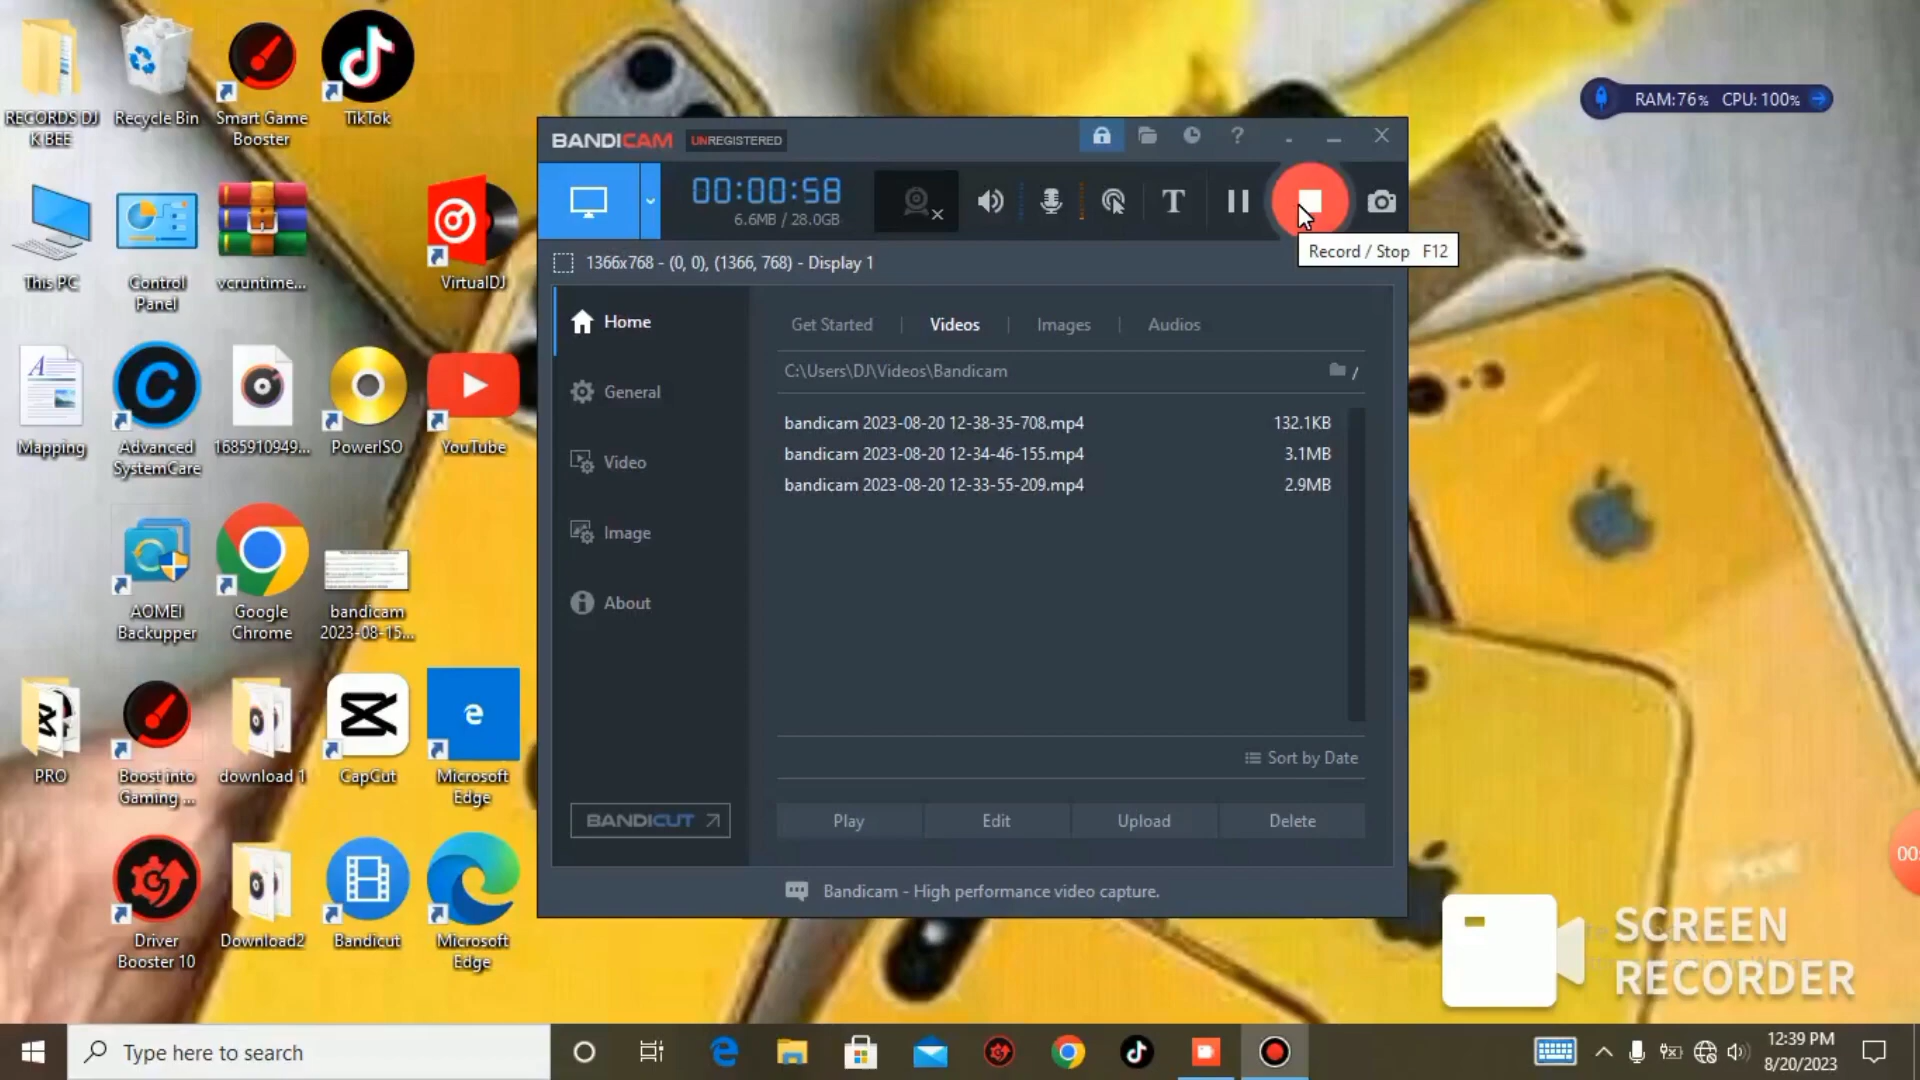 RECORDS DJ
K BEE
Recycle Bin
Smart Game
Booster
TikTok
This PC
Control
Panel
vcruntime...
VirtualDJ
Mapping
Advanced
SystemCare
1685910949...
PowerISO
YouTube
AOMEI
Backupper
Google
Chrome
bandicam
2023-08-15...
PRO
Boost into
Gaming ...
download 1
CapCut
Microsoft
Edge
Driver
Booster 10
Download2
Bandicut
Microsoft
Edge
RAM:76% CPU: 100%
BANDICAM UNREGISTERED
00:00:58
6.6MB / 28.0GB
T
Record / Stop F12
1366x768 - (0, 0), (1366, 768) - Display 1
Home
General
Video
Image
About
BANDICUT
Get Started
Videos
Images
Audios
C:\Users\DJ\Videos\Bandicam
bandicam 2023-08-20 12-38-35-708.mp4 132.1KB
bandicam 2023-08-20 12-34-46-155.mp4 3.1MB
bandicam 2023-08-20 12-33-55-209.mp4 2.9MB
Sort by Date
Play
Edit
Upload
Delete
Bandicam - High performance video capture.
00:
SCREEN
RECORDER
Type here to search
12:39 PM
8/20/2023